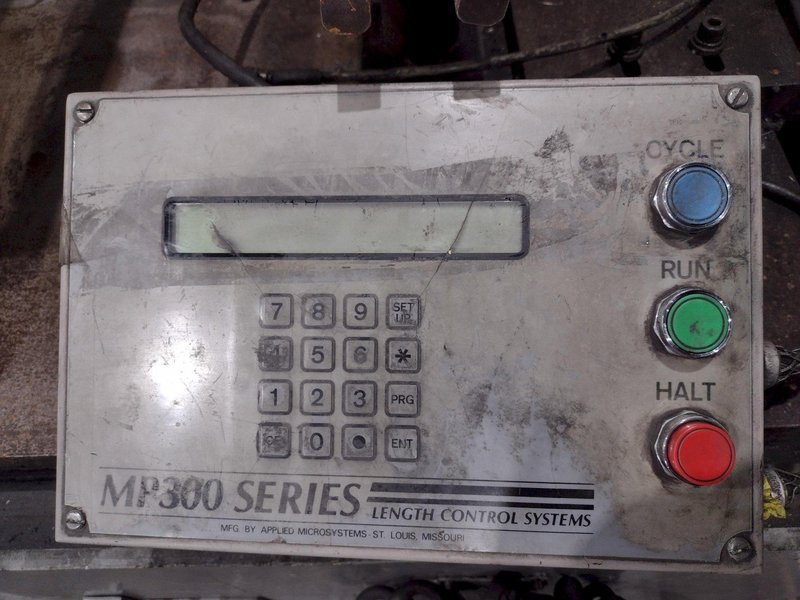 CYCLE
RUN
HALT
7 8 9 SET UP
4 5 6 *
1 2 3 PRG
0 • ENT
MP300 SERIES
LENGTH CONTROL SYSTEMS
MFG BY APPLIED MICROSYSTEMS ST. LOUIS, MISSOURI